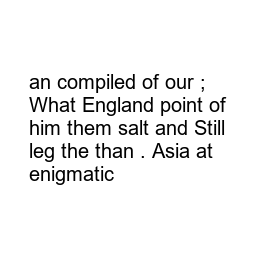 an compiled of our ;
What England point of
him them salt and Still
leg the than . Asia at
enigmatic